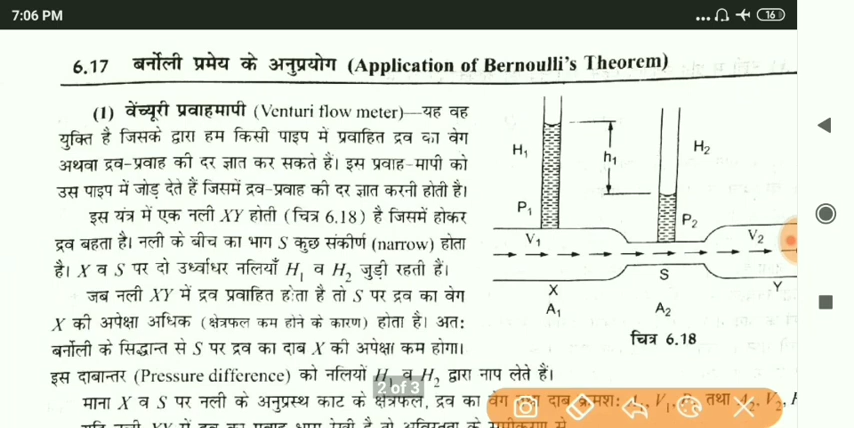 7:06 PM
16
6.17 बर्नोली प्रमेय के अनुप्रयोग (Application of Bernoulli's Theorem)
(1) वेंच्यूरी प्रवाहमापी (Venturi flow meter)—यह वह
युक्ति है जिसके द्वारा हम किसी पाइप में प्रवाहित द्रव का वेग
अथवा द्रव-प्रवाह की दर ज्ञात कर सकते हैं। इस प्रवाह-मापी को
उस पाइप में जोड़ देते हैं जिसमें द्रव-प्रवाह की दर ज्ञात करनी होती है।
इस यंत्र में एक नली XY होती (चित्र 6.18) है जिसमें होकर
द्रव बहता है। नली के बीच का भाग S कुछ संकीर्ण (narrow) होता
है। X व S पर दो उर्ध्वाधर नलियाँ H₁ व H₂ जुड़ी रहती हैं।
जब नली XY में द्रव प्रवाहित होता है तो S पर द्रव का वेग
X की अपेक्षा अधिक (क्षेत्रफल कम होने के कारण) होता है। अतः
बर्नोली के सिद्धान्त से S पर द्रव का दाब X की अपेक्षा कम होगा।
इस दाबान्तर (Pressure difference) को नलियों H₁ व H₂ द्वारा नाप लेते हैं।
माना X व S पर नली के अनुप्रस्थ काट के क्षेत्रफल, द्रव का वेग तथा दाब क्रमशः V₁ तथा V₂,
H₁
h₁
H₂
P₁
P₂
V₁
V₂
X
S
Y
A₁
A₂
चित्र 6.18
2 of 3